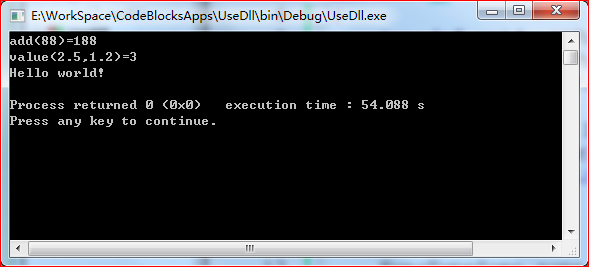 E:\WorkSpace\CodeBlocksApps\UseDll\bin\Debug\UseDll.exe
add(88)=188
value(2.5,1.2)=3
Hello world!
Process returned 0 (0x0)   execution time : 54.088 s
Press any key to continue.